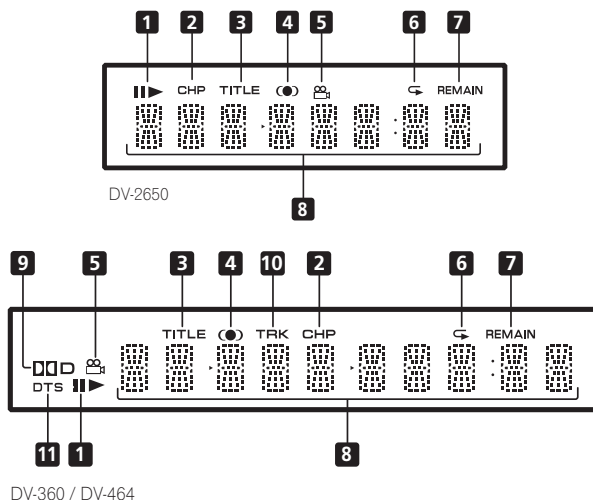 1 2 3 4 5 6 7
CHP TITLE REMAIN
8
DV-2650
9 5 3 4 10 2 6 7
TITLE TRK CHP REMAIN
D
DTS
11 1 8
DV-360 / DV-464